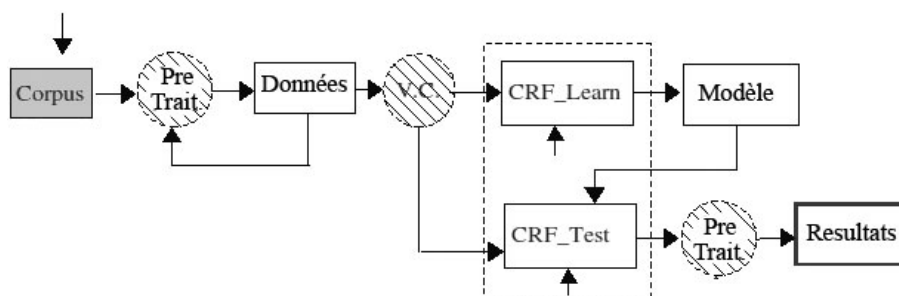 Corpus
Pre
Trait.
Données
V.C.
CRF_Learn
Modèle
CRF_Test
Pre
Trait
Resultats